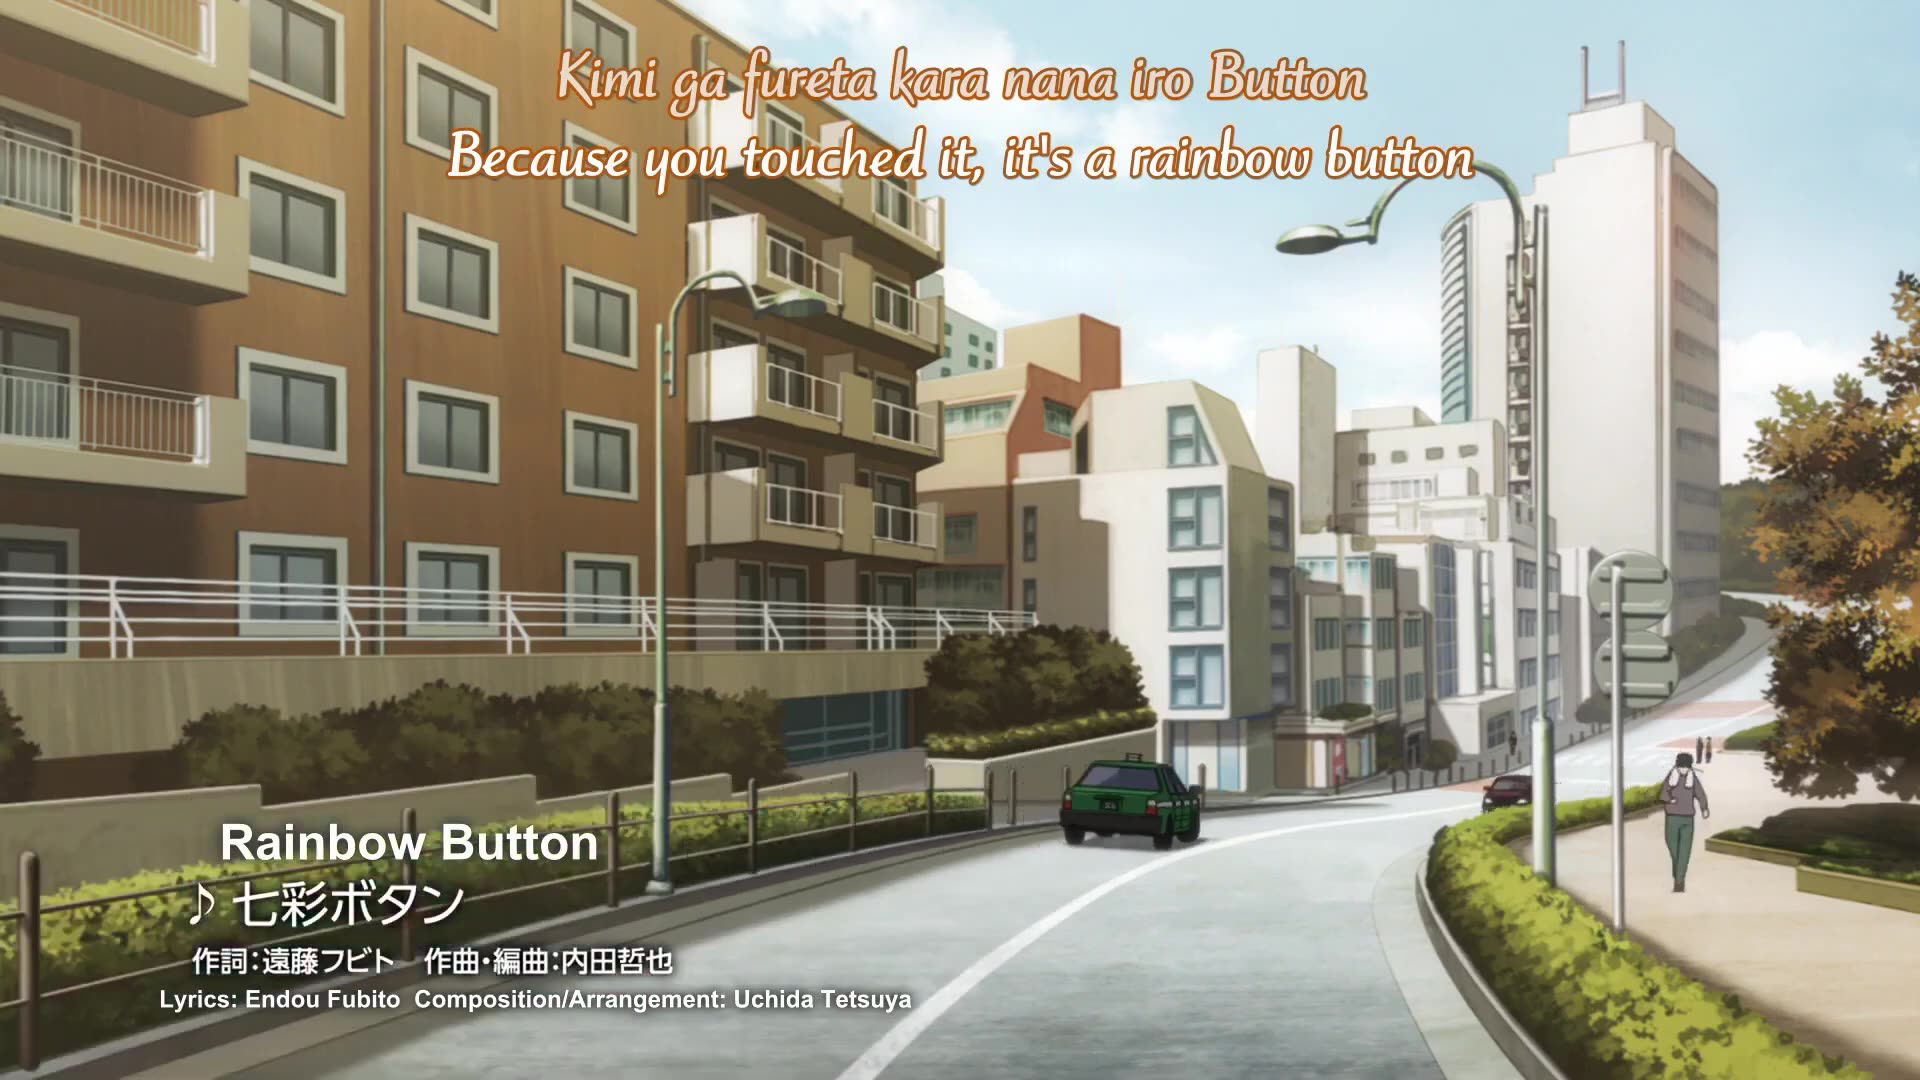 Kimi ga fureta kara nana iro Button
Because you touched it, it's a rainbow button
Rainbow Button
♪ 七彩ボタン
作詞：遠藤フビト　作曲・編曲：内田哲也
Lyrics: Endou Fubito  Composition/Arrangement: Uchida Tetsuya